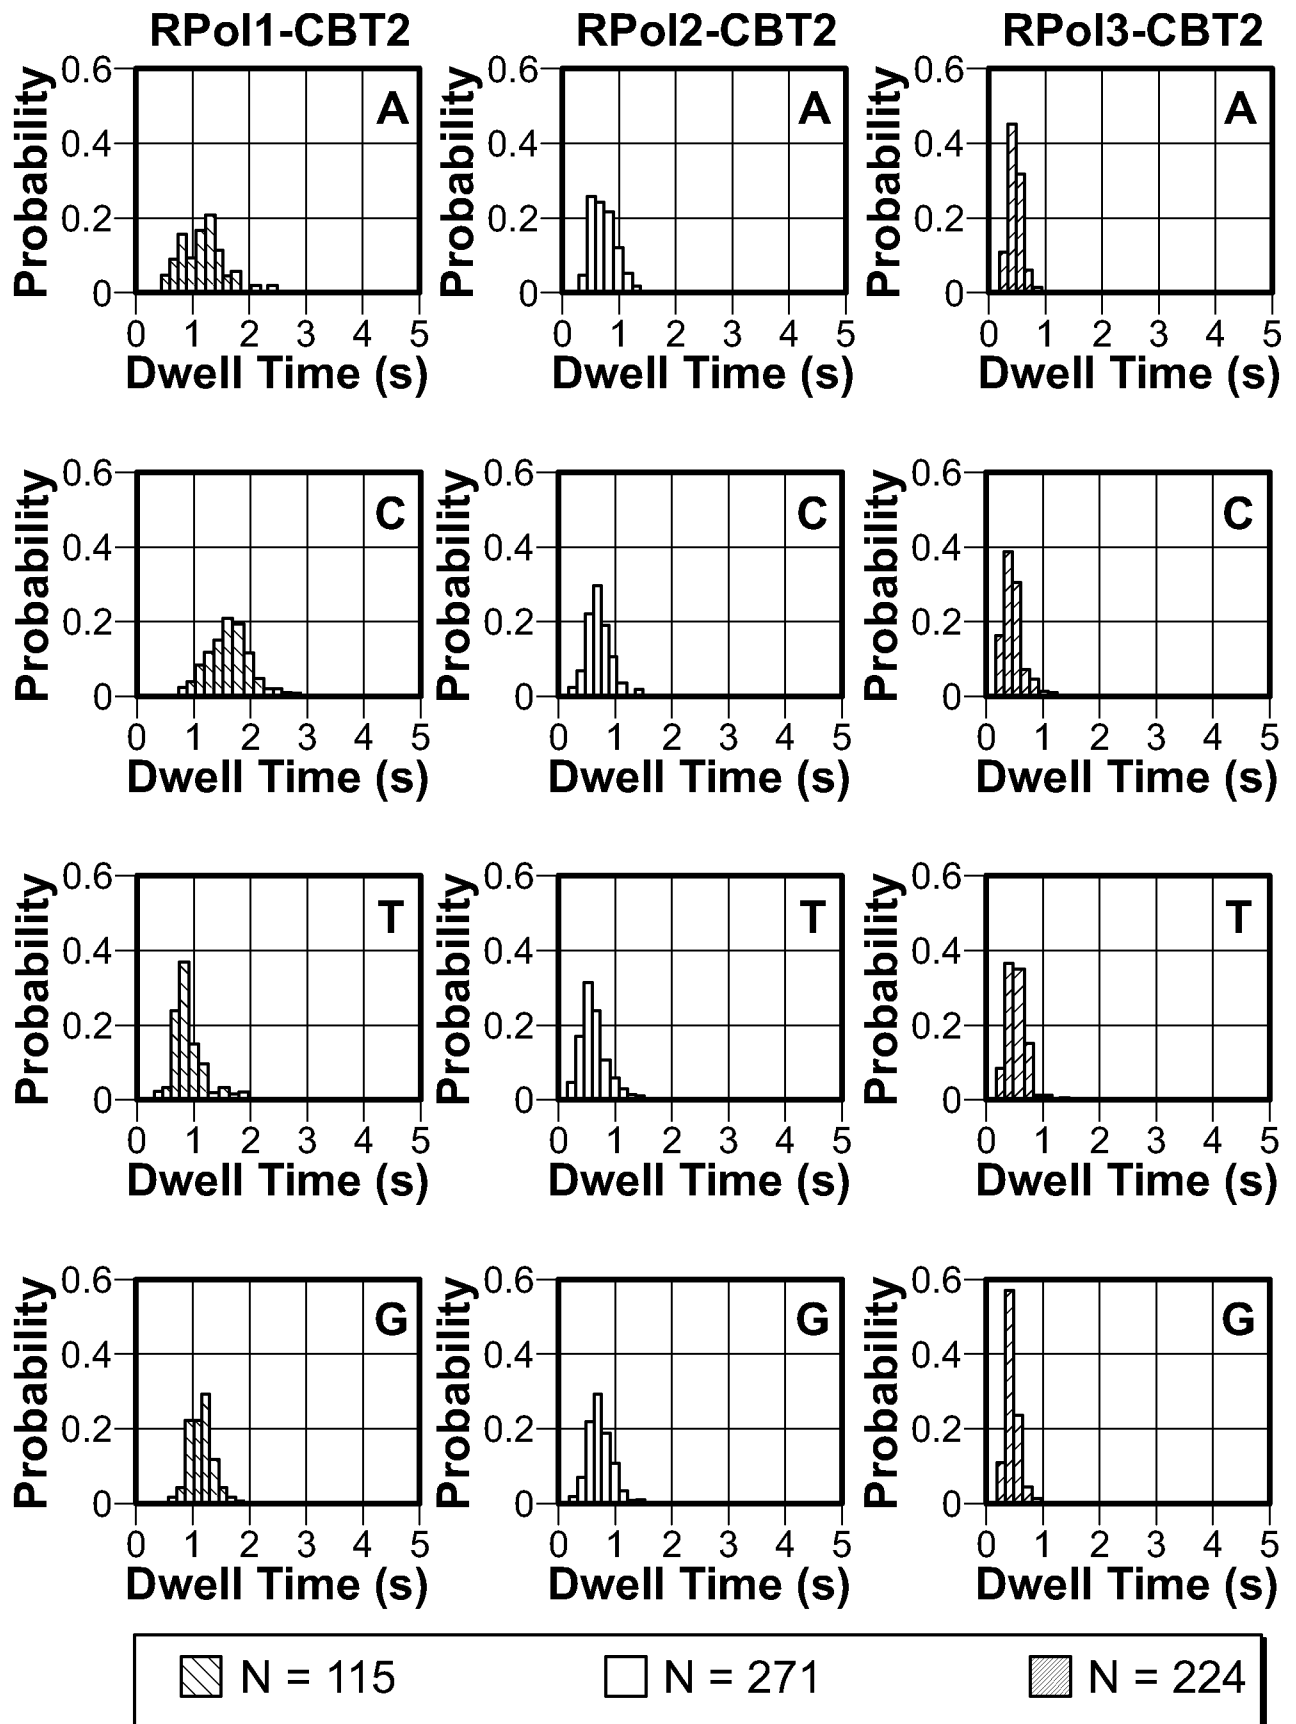 RPol1-CBT2 RPol2-CBT2 RPol3-CBT2
Probability 0.6 0.4 0.2 0 A Probability 0.6 0.4 0.2 0 A Probability 0.6 0.4 0.2 0 A
0 1 2 3 4 5 0 1 2 3 4 5 0 1 2 3 4 5
Dwell Time (s) Dwell Time (s) Dwell Time (s)
Probability 0.6 0.4 0.2 0 C Probability 0.6 0.4 0.2 0 C Probability 0.6 0.4 0.2 0 C
0 1 2 3 4 5 0 1 2 3 4 5 0 1 2 3 4 5
Dwell Time (s) Dwell Time (s) Dwell Time (s)
Probability 0.6 0.4 0.2 0 T Probability 0.6 0.4 0.2 0 T Probability 0.6 0.4 0.2 0 T
0 1 2 3 4 5 0 1 2 3 4 5 0 1 2 3 4 5
Dwell Time (s) Dwell Time (s) Dwell Time (s)
Probability 0.6 0.4 0.2 0 G Probability 0.6 0.4 0.2 0 G Probability 0.6 0.4 0.2 0 G
0 1 2 3 4 5 0 1 2 3 4 5 0 1 2 3 4 5
Dwell Time (s) Dwell Time (s) Dwell Time (s)
N = 115 N = 271 N = 224